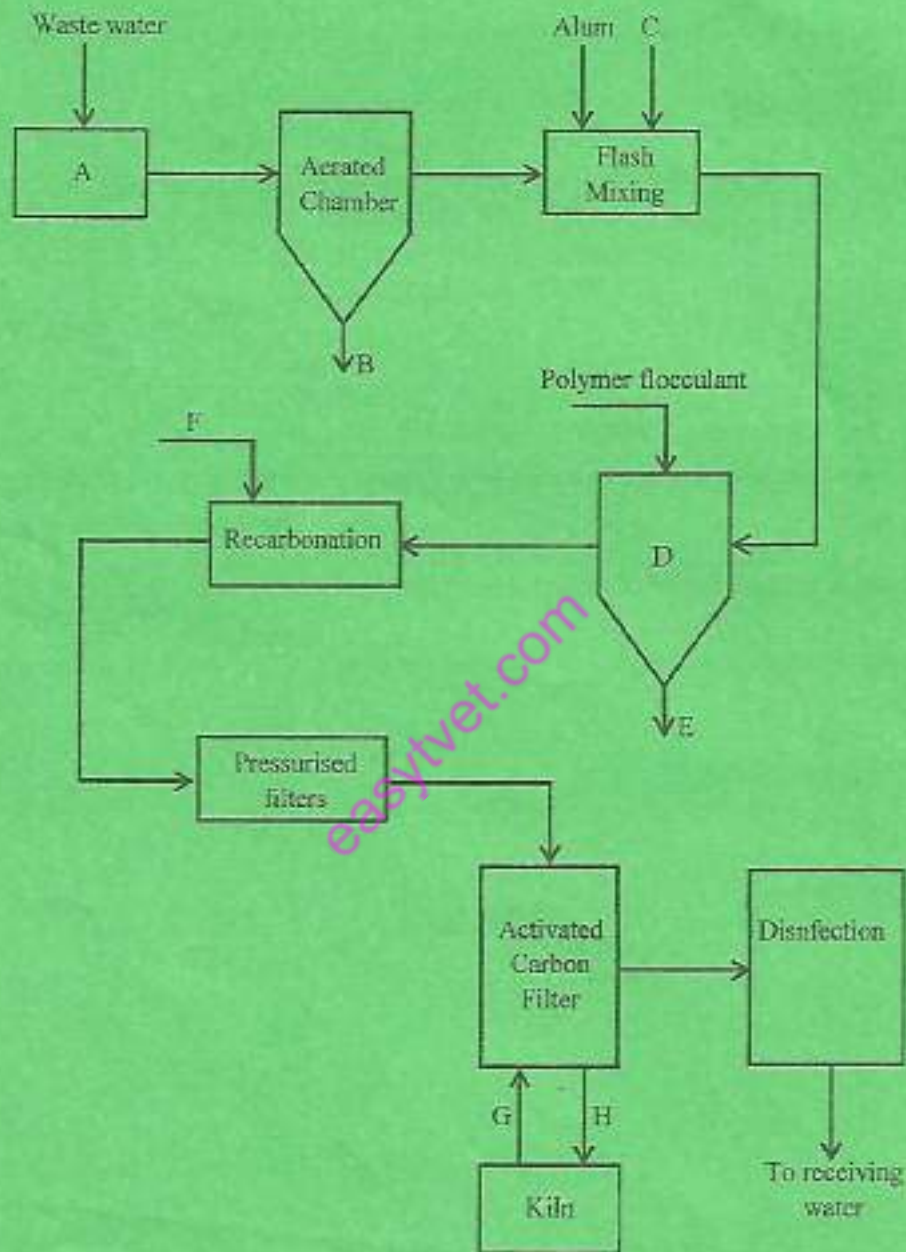 Waste water
Alum C
A
Aerated
Chamber
Flash
Mixing
B
Polymer flocculant
F
Recarbonation
D
E
Pressurised
filters
easytvet.com
Activated
Carbon
Filter
Disnfection
G H
Kiln
To receiving
water